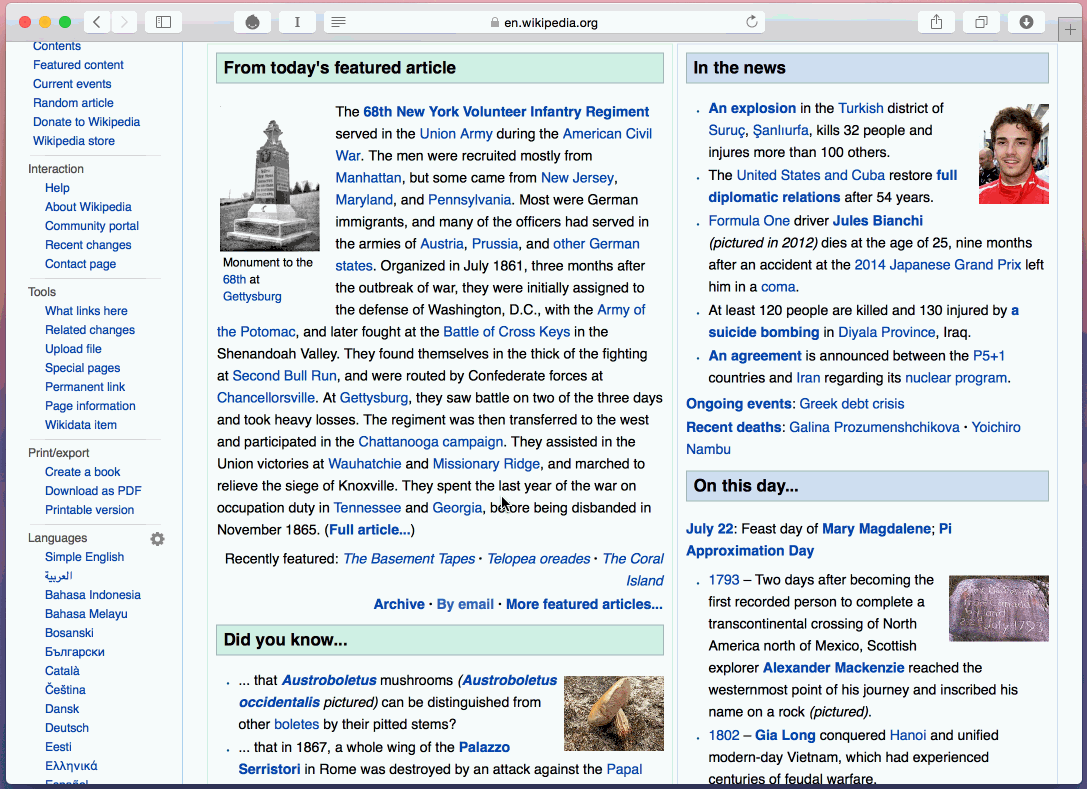 en.wikipedia.org
Contents
Featured content
Current events
Random article
Donate to Wikipedia
Wikipedia store
Interaction
Help
About Wikipedia
Community portal
Recent changes
Contact page
Tools
What links here
Related changes
Upload file
Special pages
Permanent link
Page information
Wikidata item
Print/export
Create a book
Download as PDF
Printable version
Languages
Simple English
العربية
Bahasa Indonesia
Bahasa Melayu
Bosanski
Български
Català
Čeština
Dansk
Deutsch
Eesti
Ελληνικά
Español
From today's featured article
Monument to the
68th at
Gettysburg
The 68th New York Volunteer Infantry Regiment
served in the Union Army during the American Civil
War. The men were recruited mostly from
Manhattan, but some came from New Jersey,
Maryland, and Pennsylvania. Most were German
immigrants, and many of the officers had served in
the armies of Austria, Prussia, and other German
states. Organized in July 1861, three months after
the outbreak of war, they were initially assigned to
the defense of Washington, D.C., with the Army of
the Potomac, and later fought at the Battle of Cross Keys in the
Shenandoah Valley. They found themselves in the thick of the fighting
at Second Bull Run, and were routed by Confederate forces at
Chancellorsville. At Gettysburg, they saw battle on two of the three days
and took heavy losses. The regiment was then transferred to the west
and participated in the Chattanooga campaign. They assisted in the
Union victories at Wauhatchie and Missionary Ridge, and marched to
relieve the siege of Knoxville. They spent the last year of the war on
occupation duty in Tennessee and Georgia, before being disbanded in
November 1865. (Full article...)
Recently featured: The Basement Tapes · Telopea oreades · The Coral
Island
Archive · By email · More featured articles...
Did you know...
... that Austroboletus mushrooms (Austroboletus
occidentalis pictured) can be distinguished from
other boletes by their pitted stems?
... that in 1867, a whole wing of the Palazzo
Serristori in Rome was destroyed by an attack against the Papal
In the news
An explosion in the Turkish district of
Suruç, Şanlıurfa, kills 32 people and
injures more than 100 others.
The United States and Cuba restore full
diplomatic relations after 54 years.
Formula One driver Jules Bianchi
(pictured in 2012) dies at the age of 25, nine months
after an accident at the 2014 Japanese Grand Prix left
him in a coma.
At least 120 people are killed and 130 injured by a
suicide bombing in Diyala Province, Iraq.
An agreement is announced between the P5+1
countries and Iran regarding its nuclear program.
Ongoing events: Greek debt crisis
Recent deaths: Galina Prozumenshchikova · Yoichiro
Nambu
On this day...
July 22: Feast day of Mary Magdalene; Pi
Approximation Day
1793 – Two days after becoming the
first recorded person to complete a
transcontinental crossing of North
America north of Mexico, Scottish
explorer Alexander Mackenzie reached the
westernmost point of his journey and inscribed his
name on a rock (pictured).
1802 – Gia Long conquered Hanoi and unified
modern-day Vietnam, which had experienced
centuries of feudal warfare.